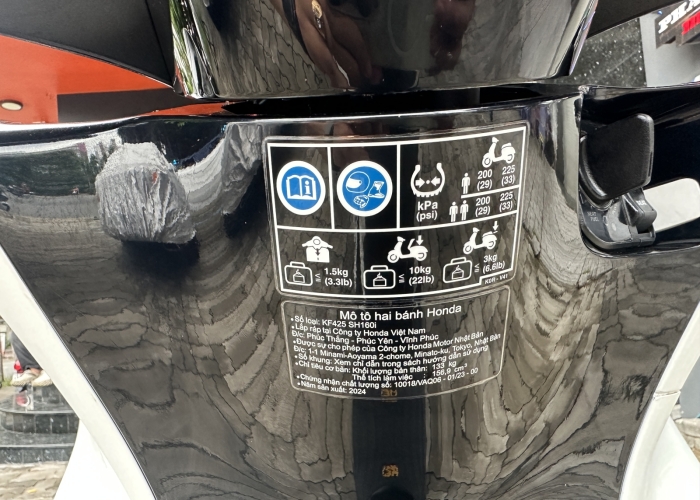 kPa
(psi)
200
(29)
225
(33)
200
(29)
225
(33)
1.5kg
(3.3lb)
10kg
(22lb)
3kg
(6.6lb)
Mô tô hai bánh Honda
•Số loại: KF425 SH160i
•Lắp ráp tại Công ty Honda Việt Nam
Đ/c: Phúc Thắng - Phúc Yên - Vĩnh Phúc
•Được sự cho phép của Công ty Honda Motor Nhật Bản
Đ/c: 1-1 Minami-Aoyama 2-chome, Minato-ku, Tokyo, Nhật Bản
•Số khung: Xem chỉ dẫn trong sách hướng dẫn sử dụng
•Chỉ tiêu cơ bản: Khối lượng bản thân: 133 kg
Thể tích làm việc : 156,9 cm³
•Chứng nhận chất lượng số: 10018/VAQ06 - 01/23 - 00
•Năm sản xuất: 2024